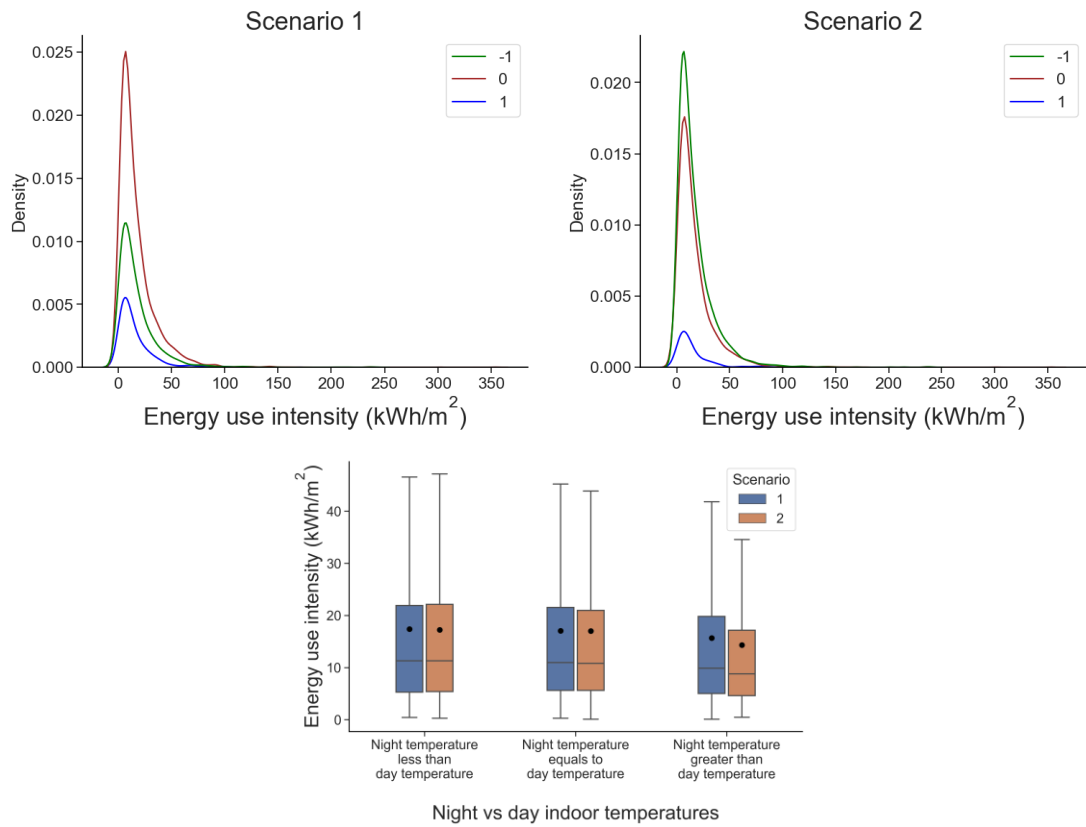 Scenario 1
0.025
0.020
0.015
0.010
0.005
0.000
Density
-1
0
1
0
50
100
150
200
250
300
350
Energy use intensity (kWh/m²)
Scenario 2
0.020
0.015
0.010
0.005
0.000
Density
-1
0
1
0
50
100
150
200
250
300
350
Energy use intensity (kWh/m²)
Energy use intensity (kWh/m²)
40
30
20
10
0
Scenario
1
2
Night temperature
less than
day temperature
Night temperature
equals to
day temperature
Night temperature
greater than
day temperature
Night vs day indoor temperatures